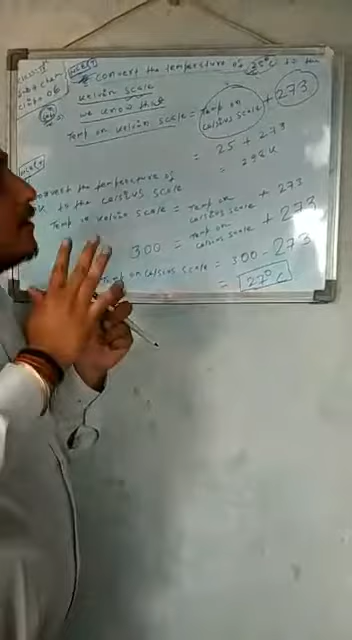 convert the temperature of 25°C to the
kelvin scale
we know that
Temp on kelvin scale = Temp on celsius scale + 273
= 25 + 273
= 298 K
convert the temperature of
K to the celsius scale
Temp on kelvin scale = Temp on celsius scale + 273
300 = Temp on celsius scale + 273
Temp on celsius scale = 300 - 273
= 27°C